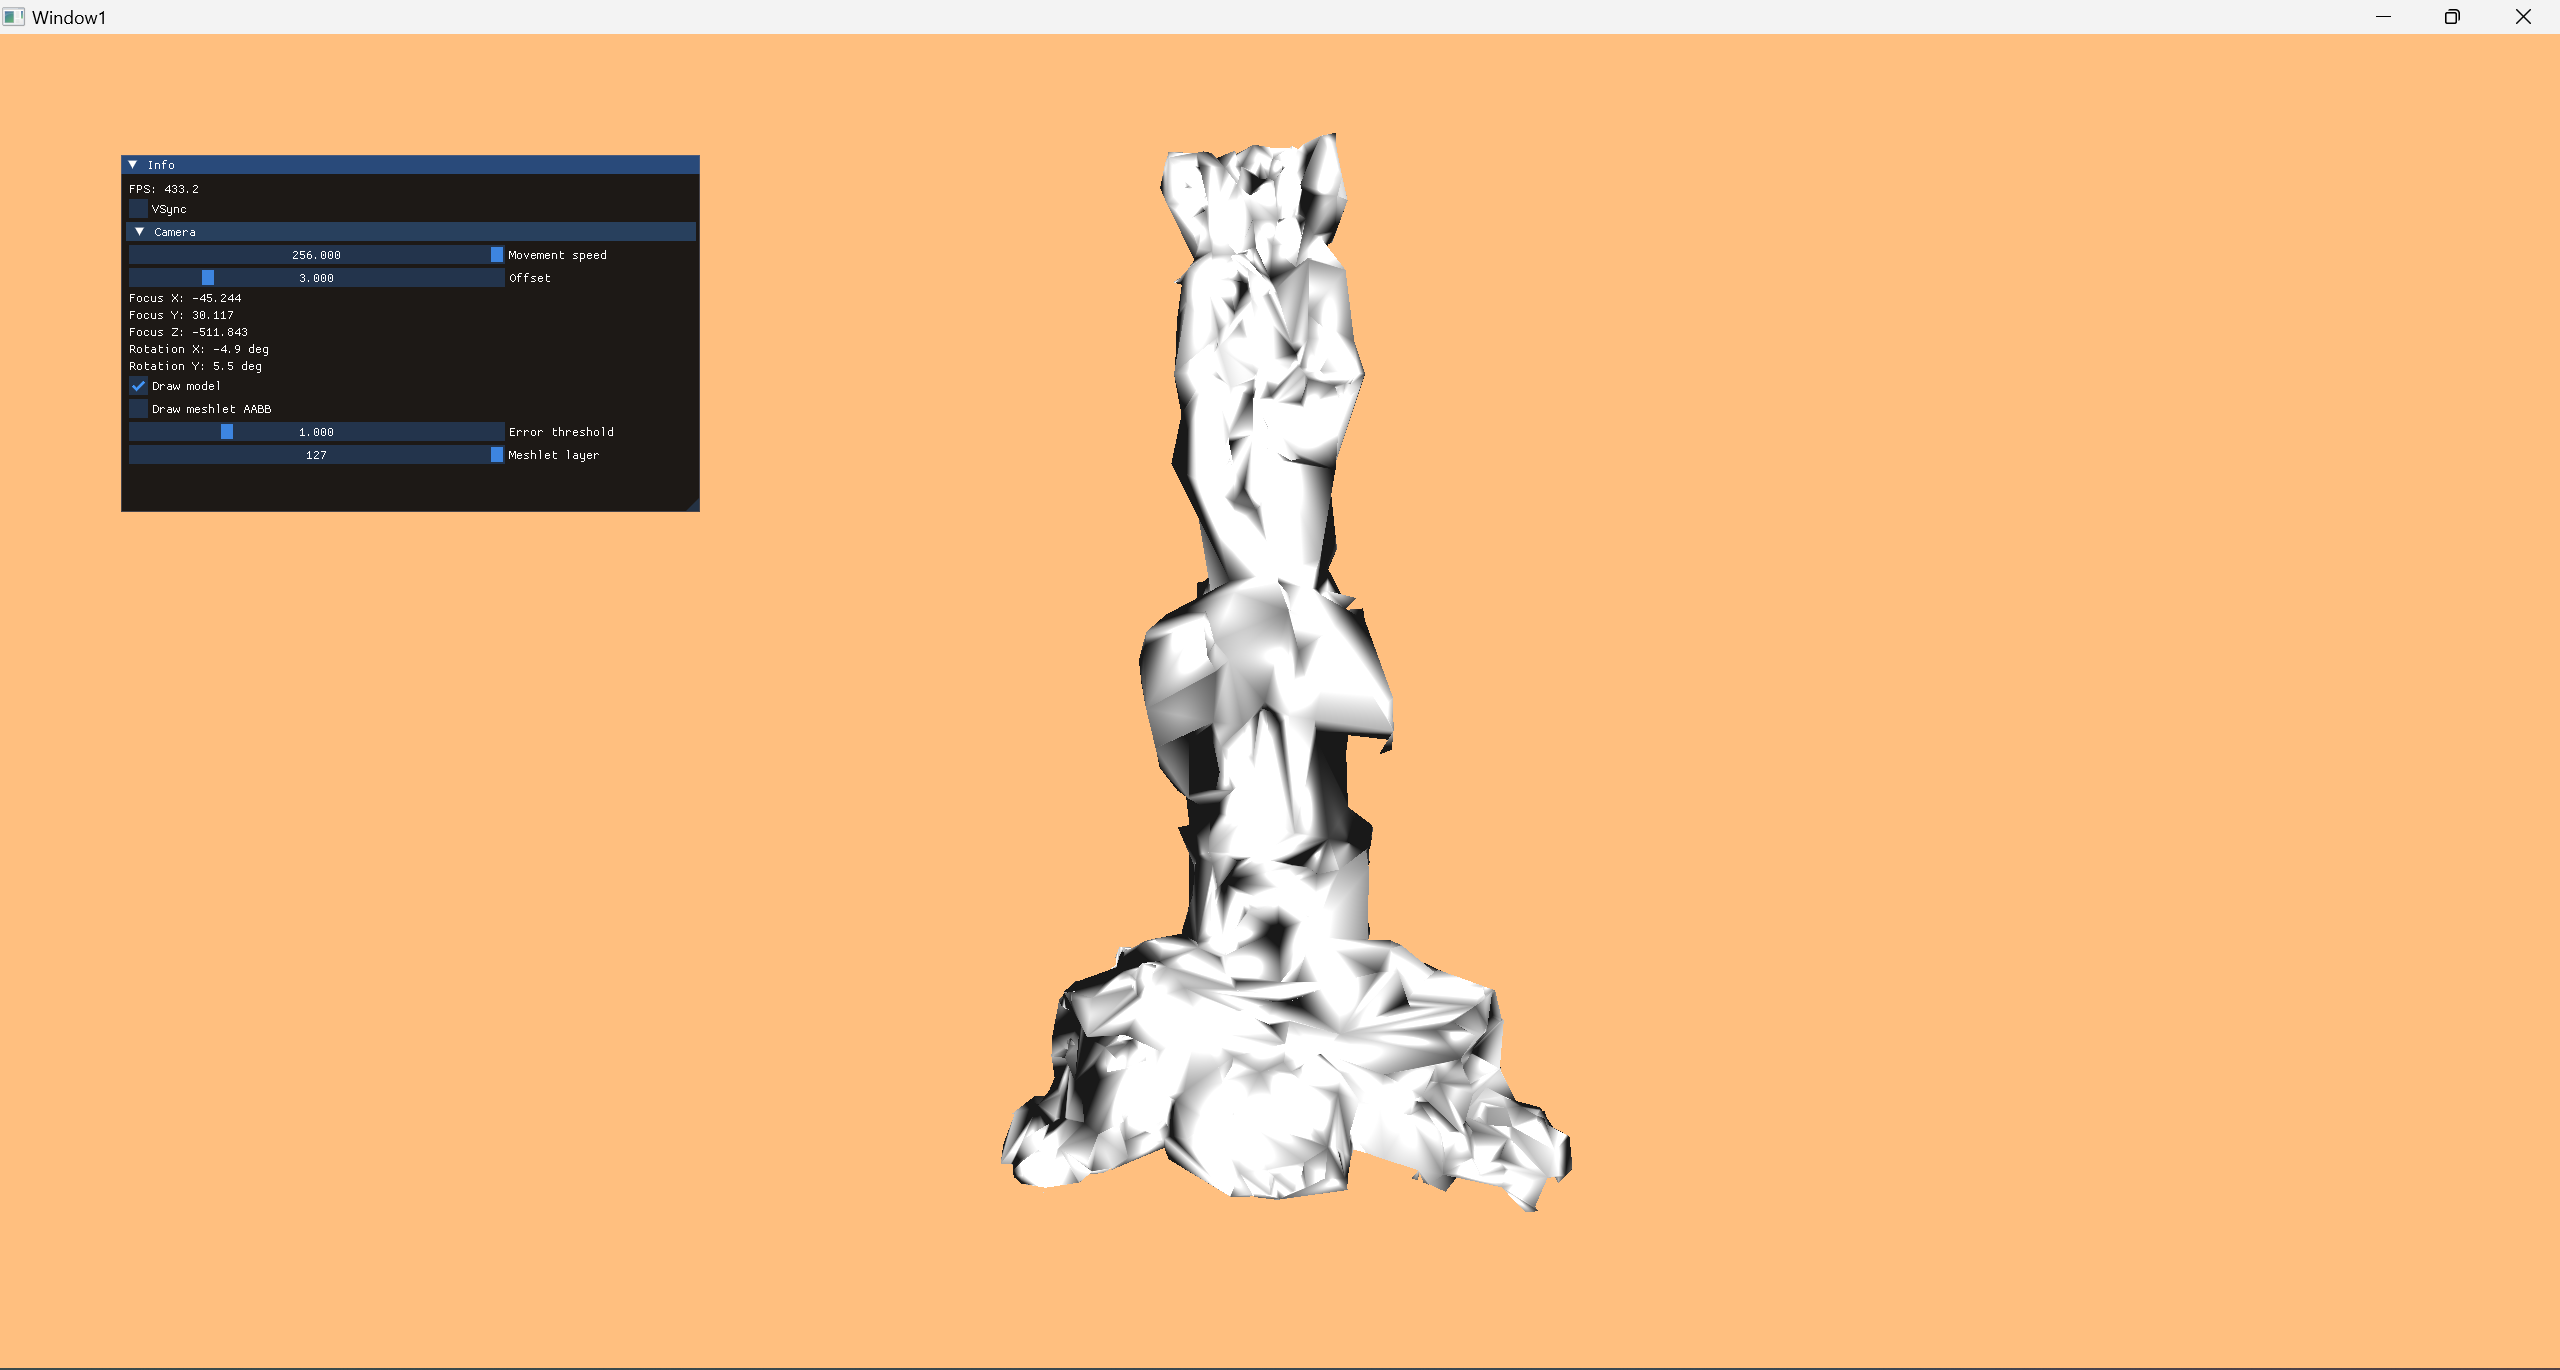 Window1
Info
FPS: 433.2
VSync
Camera
256.000 Movement speed
3.000 Offset
Focus X: -45.244
Focus Y: 30.117
Focus Z: -511.843
Rotation X: -4.9 deg
Rotation Y: 5.5 deg
Draw model
Draw meshlet AABB
1.000 Error threshold
127 Meshlet layer